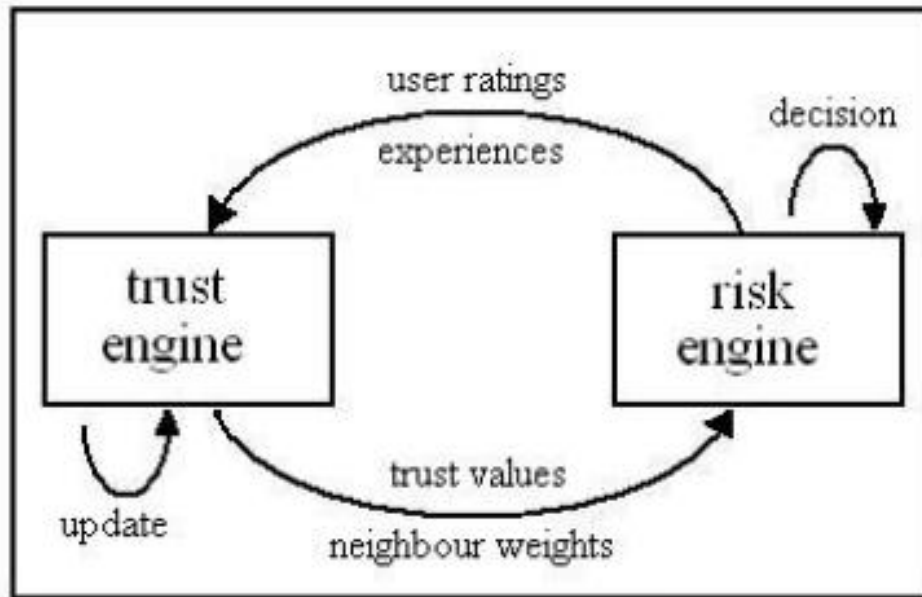 user ratings
experiences
decision
trust
engine
risk
engine
trust values
neighbour weights
update